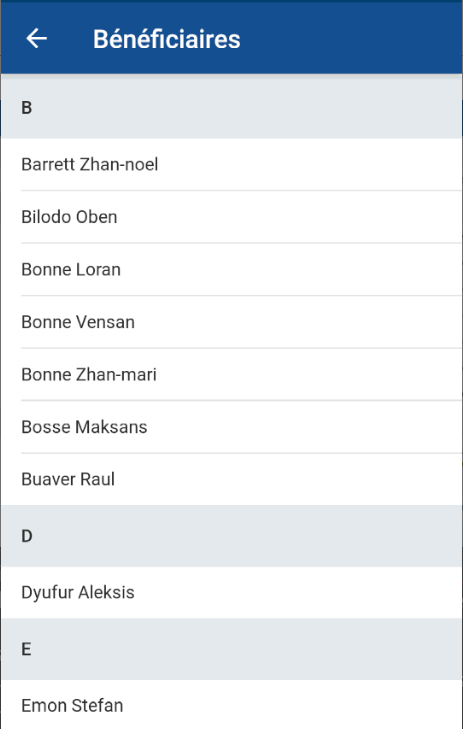 Bénéficiaires
B
Barrett Zhan-noel
Bilodo Oben
Bonne Loran
Bonne Vensan
Bonne Zhan-mari
Bosse Maksans
Buaver Raul
D
Dyufur Aleksis
E
Emon Stefan